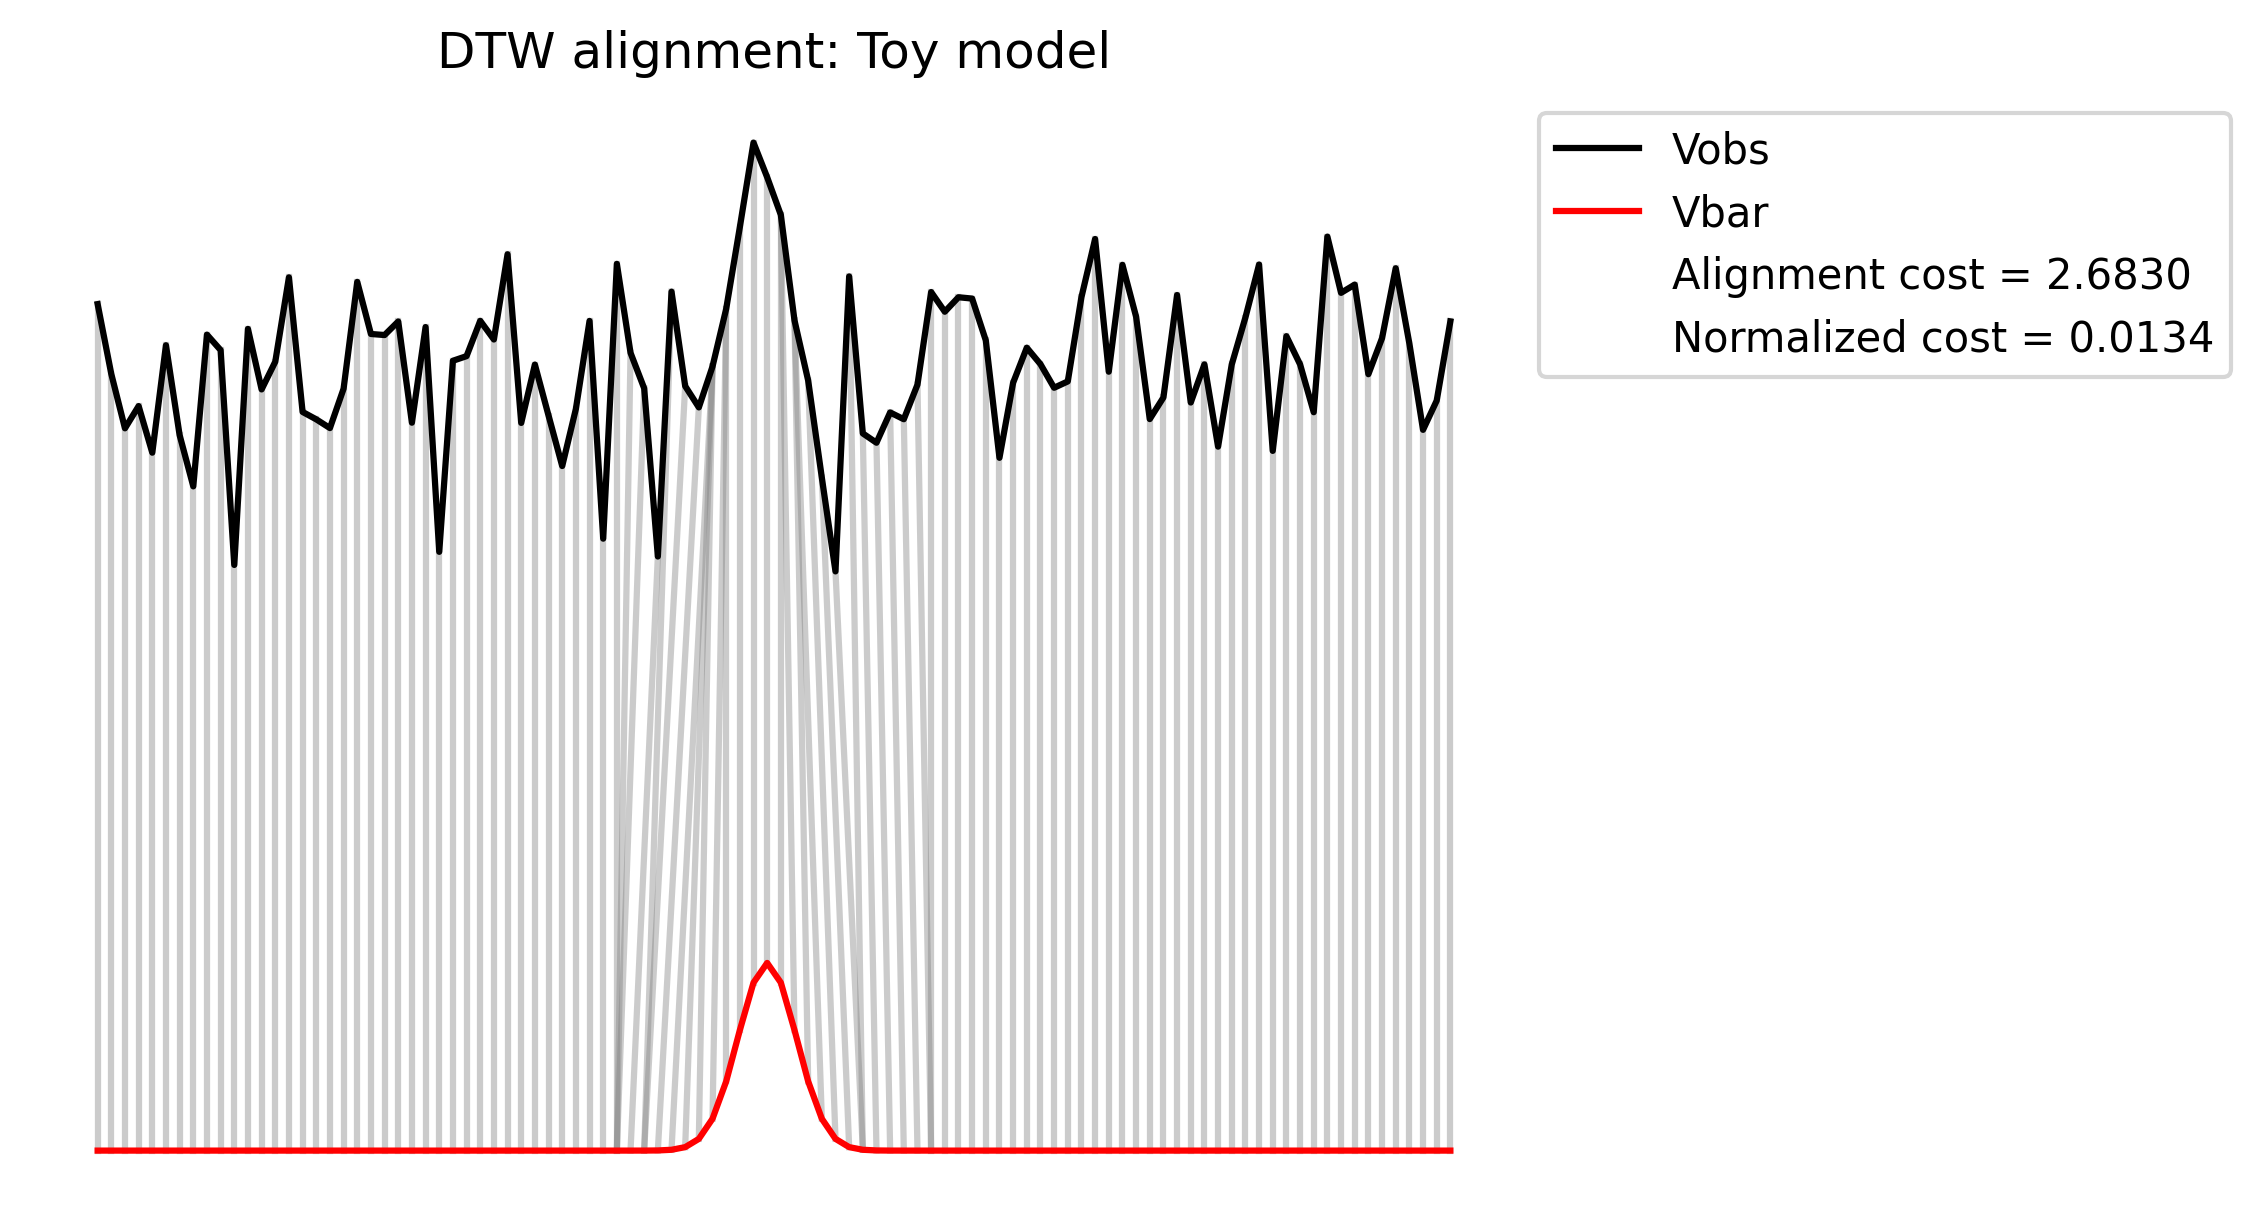 DTW alignment: Toy model
Vobs
Vbar
Alignment cost = 2.6830
Normalized cost = 0.0134